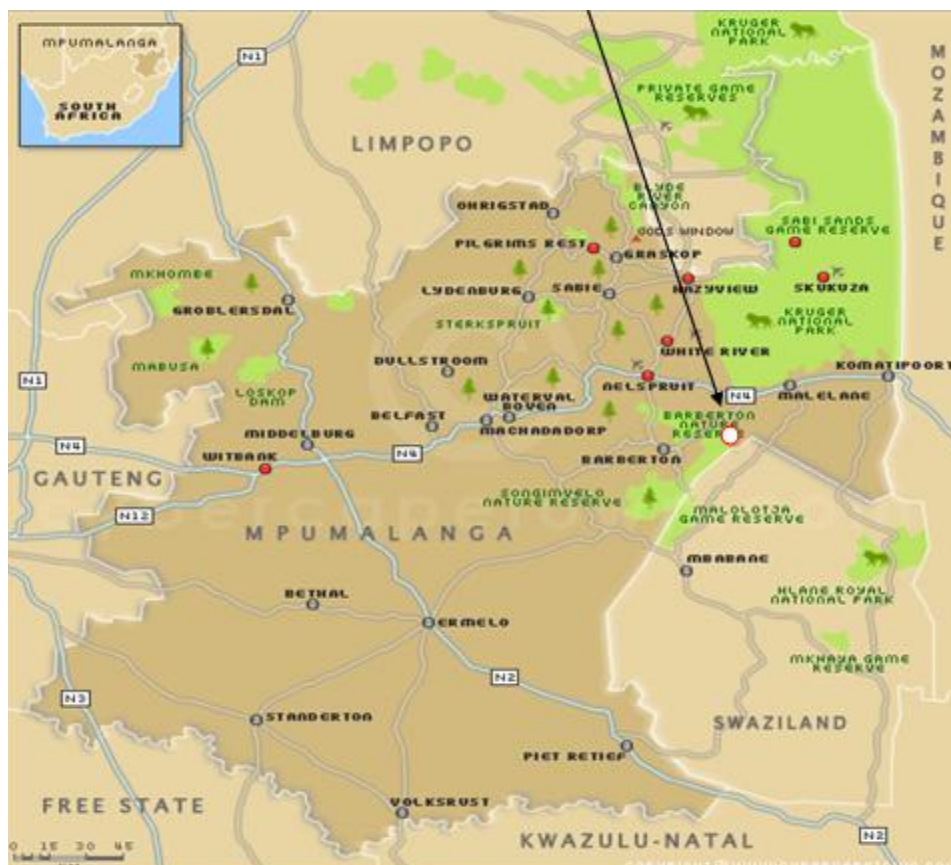 MPUMALANGA
SOUTH
AFRICA
N1
KRUGER
NATIONAL
PARK
MOZAMBIQUE
PRIVATE GAME
RESERVES
LIMPOPO
BLYDE
RIVER
CANYON
OHRIGSTAD
GODS WINDOW
SABI SANDS
GAME RESERVE
PILGRIMS REST
GRASKOP
MKHOMBE
LYDENBURG
SABIE
HAZYVIEW
SKUKUZA
GROBLERSDAL
STERKSPRUIT
KRUGER
NATIONAL
PARK
MABUSA
DULLSTROOM
WHITE RIVER
KOMATIPOORT
N1
LOSKOP
DAM
WATERVAL
BOVEN
NELSPRUIT
N4
MALELANE
BELFAST
MACHADADORP
BARBERTON
NATURE
RESERVE
MIDDELBURG
N4
N4
WITBANK
BARBERTON
GAUTENG
SONGIMVELO
NATURE RESERVE
MALOLOTJA
GAME RESERVE
N12
MPUMALANGA
MBABANE
BETHAL
HLANE ROYAL
NATIONAL PARK
ERMELO
MKHAYA GAME
RESERVE
N2
N3
STANDERTON
SWAZILAND
PIET RETIEF
VOLKSRUST
FREE STATE
KWAZULU-NATAL
N2
0 15 30 45